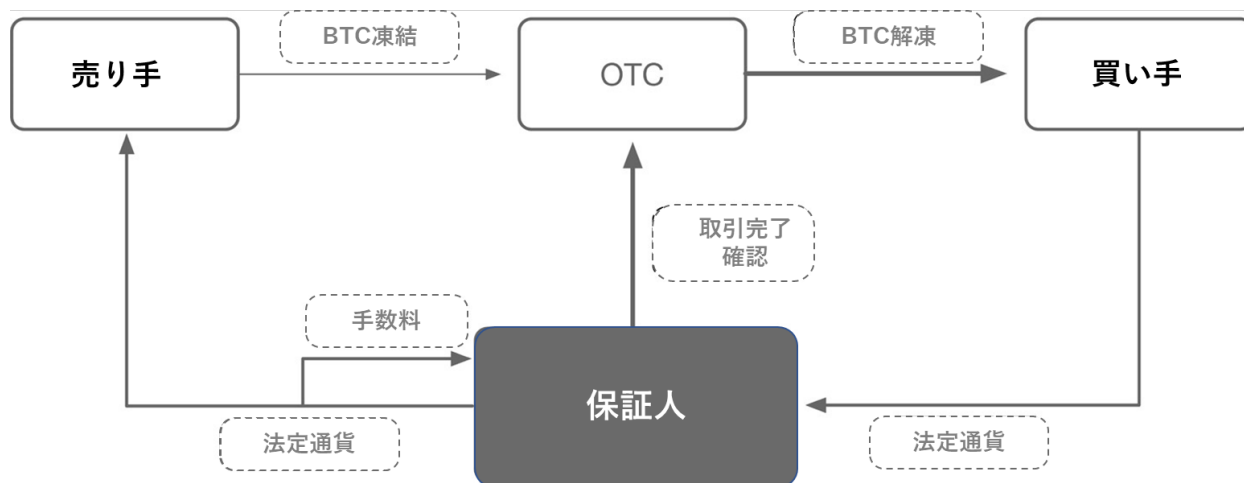 BTC凍結
BTC解凍
売り手
OTC
買い手
取引完了
確認
手数料
保証人
法定通貨
法定通貨